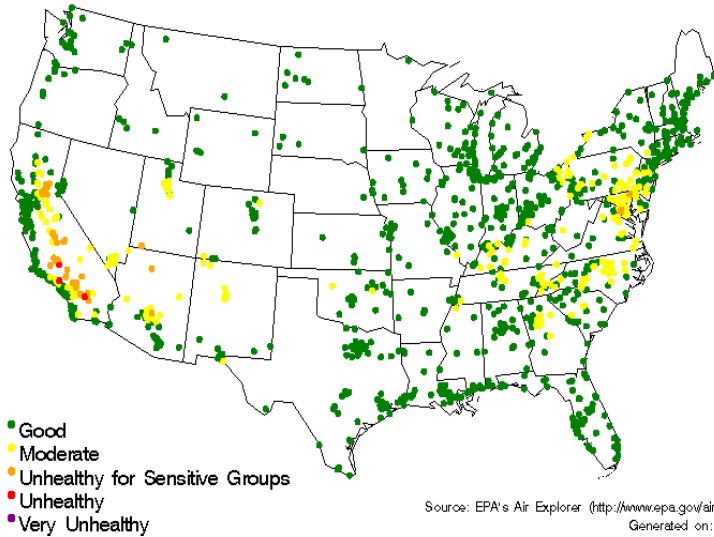 Good
Moderate
Unhealthy for Sensitive Groups
Unhealthy
Very Unhealthy
Source: EPA's Air Explorer (http://www.epa.gov/air
Generated on: